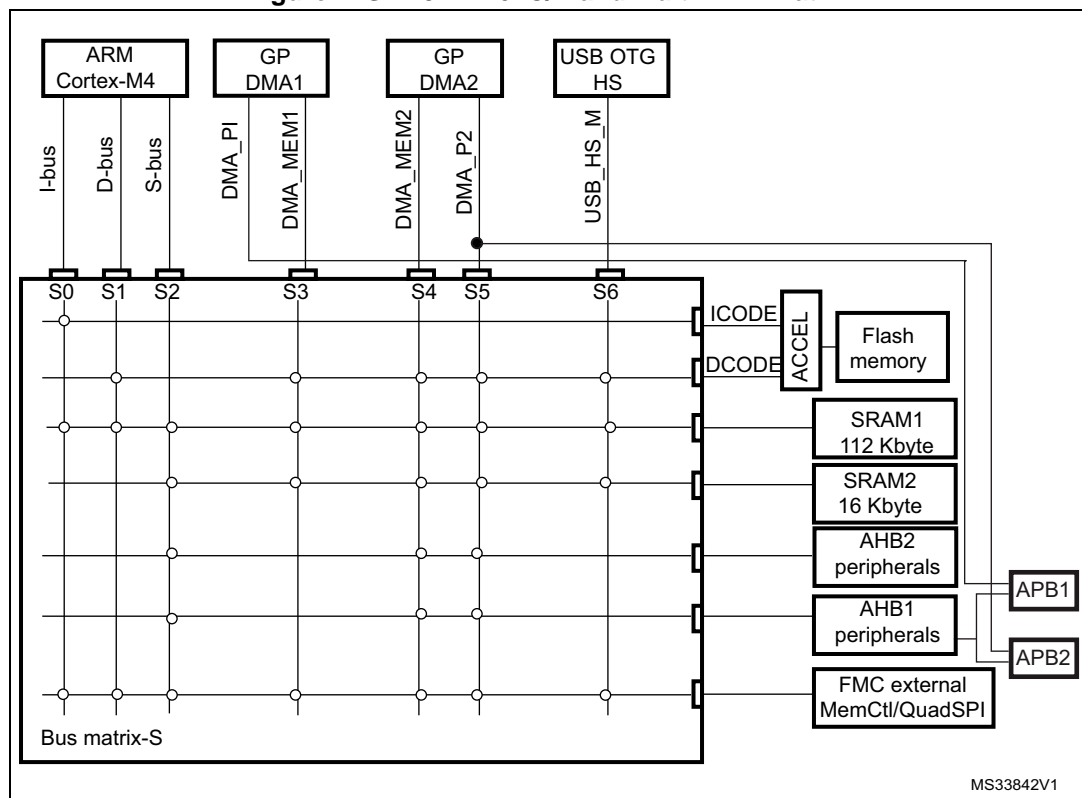 ARM
Cortex-M4
GP
DMA1
GP
DMA2
USB OTG
HS
I-bus
D-bus
S-bus
DMA_PI
DMA_MEM1
DMA_MEM2
DMA_P2
USB_HS_M
S0 S1 S2 S3 S4 S5 S6
ICODE
DCODE
ACCEL
Flash
memory
SRAM1
112 Kbyte
SRAM2
16 Kbyte
AHB2
peripherals
AHB1
peripherals
APB1
APB2
FMC external
MemCtl/QuadSPI
Bus matrix-S
MS33842V1